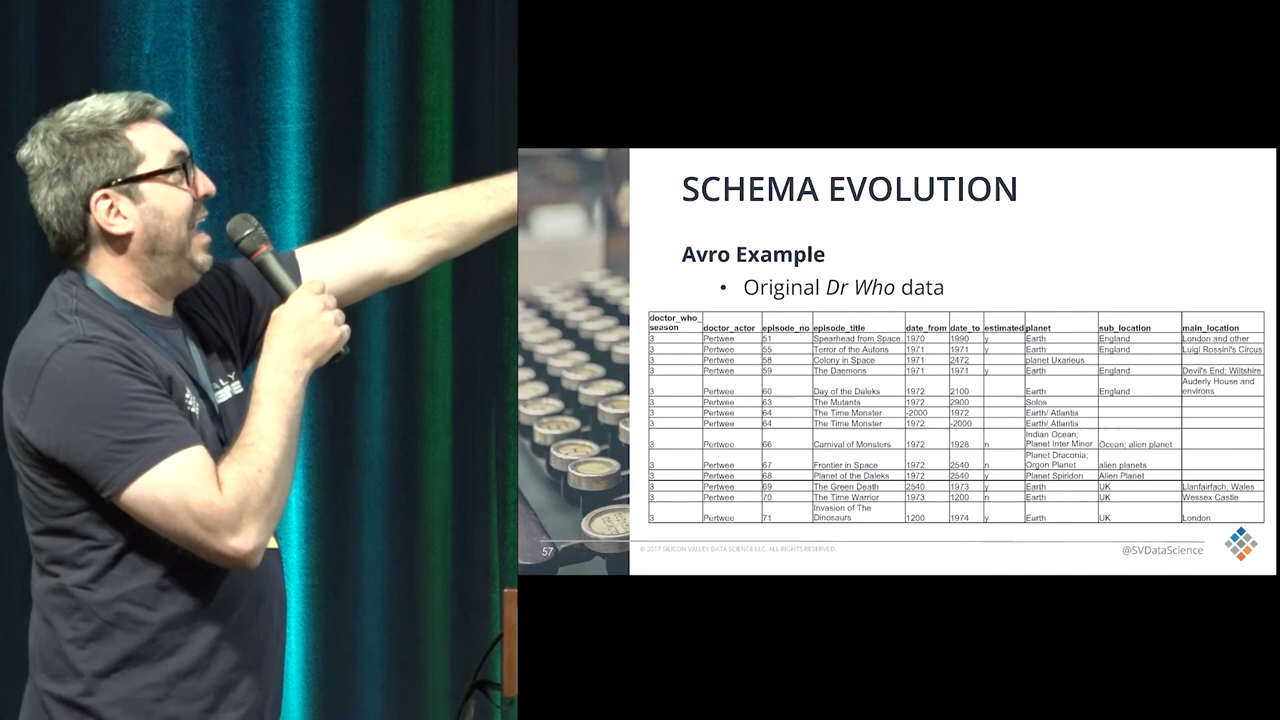 SCHEMA EVOLUTION
Avro Example
• Original Dr Who data
doctor_who_season doctor_actor episode_no episode_title date_from date_to estimated planet sub_location main_location
3 Pertwee 51 Spearhead from Space 1970 1990 y Earth England London and other
3 Pertwee 55 Terror of the Autons 1971 1971 y Earth England Luigi Rossini's Circus
3 Pertwee 58 Colony in Space 1971 2472 planet Uxarieus
3 Pertwee 59 The Daemons 1971 1971 y Earth England Devil's End; Wiltshire
3 Pertwee 60 Day of the Daleks 1972 2100 Earth England Auderly House and environs
3 Pertwee 63 The Mutants 1972 2900 Solos
3 Pertwee 64 The Time Monster -2000 1972 Earth/ Atlantis
3 Pertwee 64 The Time Monster 1972 -2000 Earth/ Atlantis
3 Pertwee 66 Carnival of Monsters 1972 1928 n Indian Ocean; Planet Inter Minor Ocean; alien planet
3 Pertwee 67 Frontier in Space 1972 2540 n Planet Draconia; Orgon Planet alien planets
3 Pertwee 68 Planet of the Daleks 1972 2540 y Planet Spiridon Alien Planet
3 Pertwee 69 The Green Death 2540 1973 y Earth UK Llanfairfach; Wales
3 Pertwee 70 The Time Warrior 1973 1200 n Earth UK Wessex Castle
3 Pertwee 71 Invasion of The Dinosaurs 1200 1974 y Earth UK London
57
© 2017 SILICON VALLEY DATA SCIENCE LLC. ALL RIGHTS RESERVED.
@SVDataScience